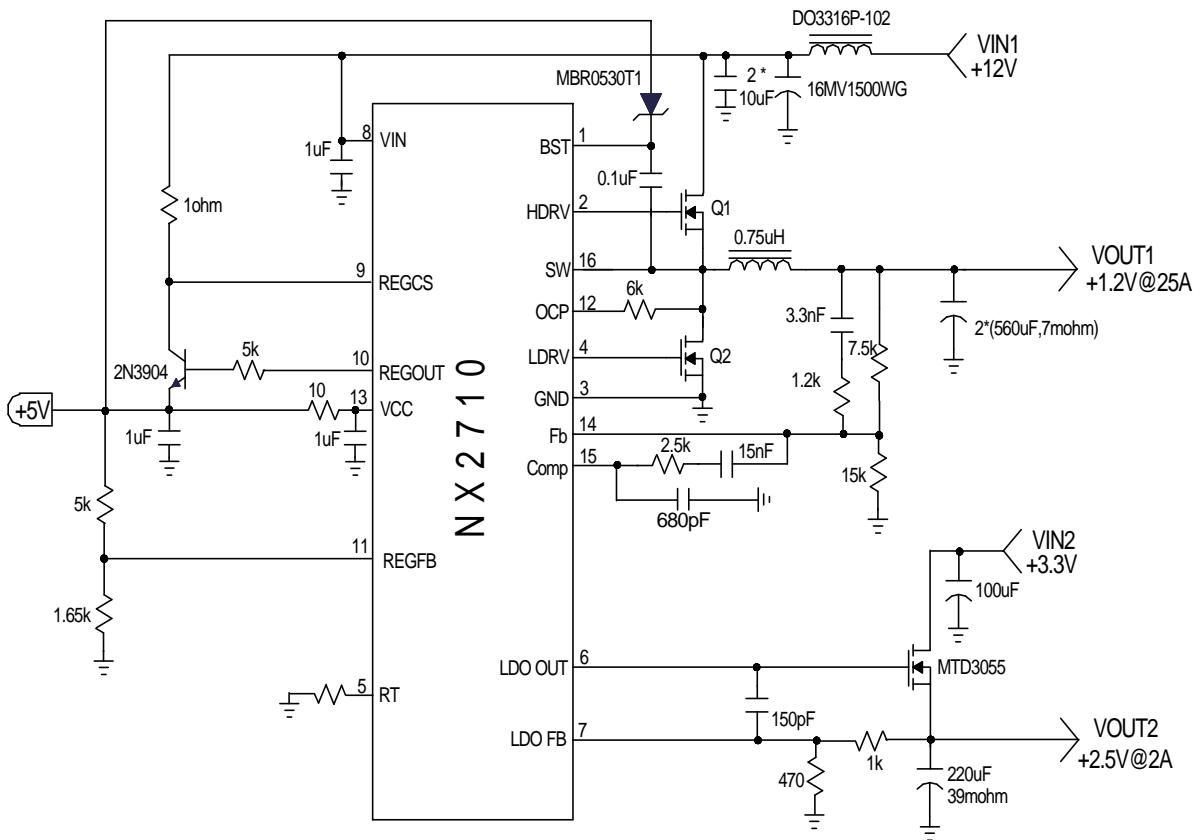 DO3316P-102
VIN1
+12V
MBR0530T1
2 *
10uF
16MV1500WG
8
VIN
1uF
1
BST
0.1uF
1ohm
HDRV
2
Q1
0.75uH
9
REGCS
SW
16
VOUT1
+1.2V@25A
OCP
12
6k
3.3nF
2*(560uF,7mohm)
2N3904
5k
10
REGOUT
LDRV
4
Q2
7.5k
1.2k
+5V
10
13
VCC
GND
3
1uF
1uF
Fb
14
Comp
15
2.5k
15nF
15k
680pF
5k
NX2710
11
REGFB
1.65k
VIN2
+3.3V
100uF
LDO OUT
6
MTD3055
5
RT
150pF
LDO FB
7
VOUT2
+2.5V@2A
1k
470
220uF
39mohm